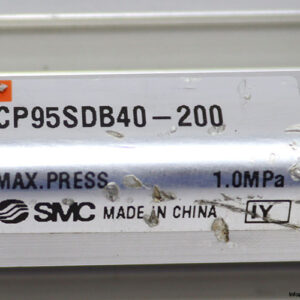 CP95SDB40-200
MAX.PRESS 1.0MPa
SMC MADE IN CHINA IY